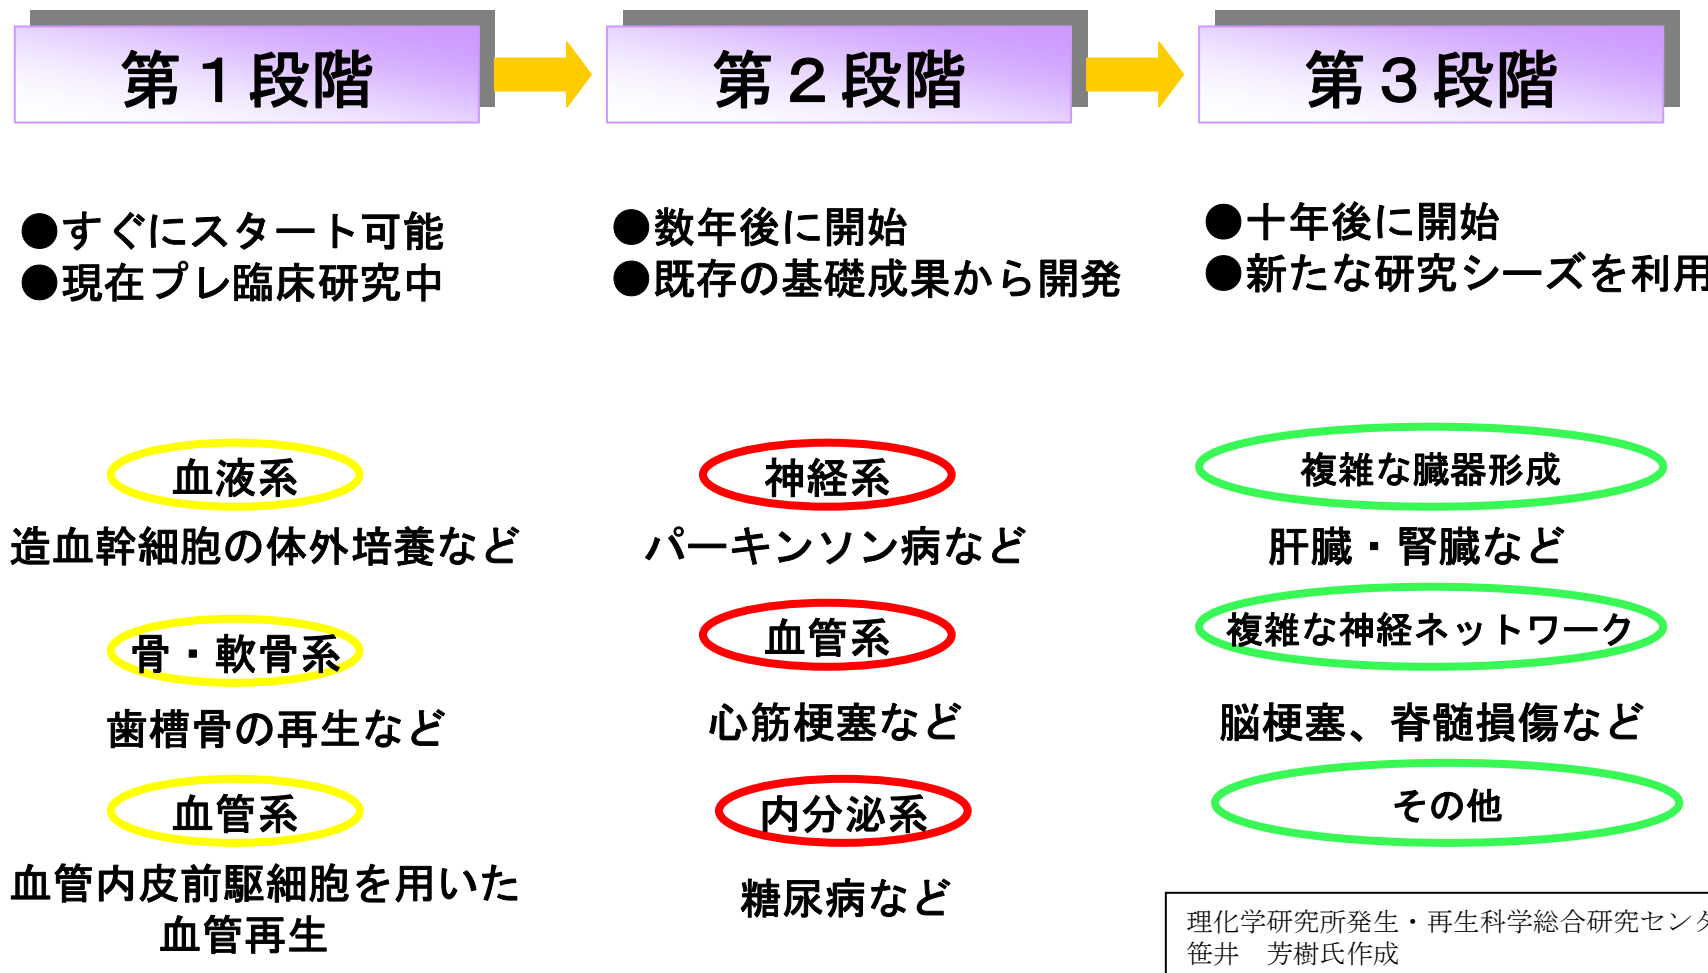 第１段階
第２段階
第３段階
●すぐにスタート可能
●現在プレ臨床研究中
●数年後に開始
●既存の基礎成果から開発
●十年後に開始
●新たな研究シーズを利用
血液系
造血幹細胞の体外培養など
骨・軟骨系
歯槽骨の再生など
血管系
血管内皮前駆細胞を用いた
血管再生
神経系
パーキンソン病など
血管系
心筋梗塞など
内分泌系
糖尿病など
複雑な臓器形成
肝臓・腎臓など
複雑な神経ネットワーク
脳梗塞、脊髄損傷など
その他
理化学研究所発生・再生科学総合研究センタ
笹井　芳樹氏作成